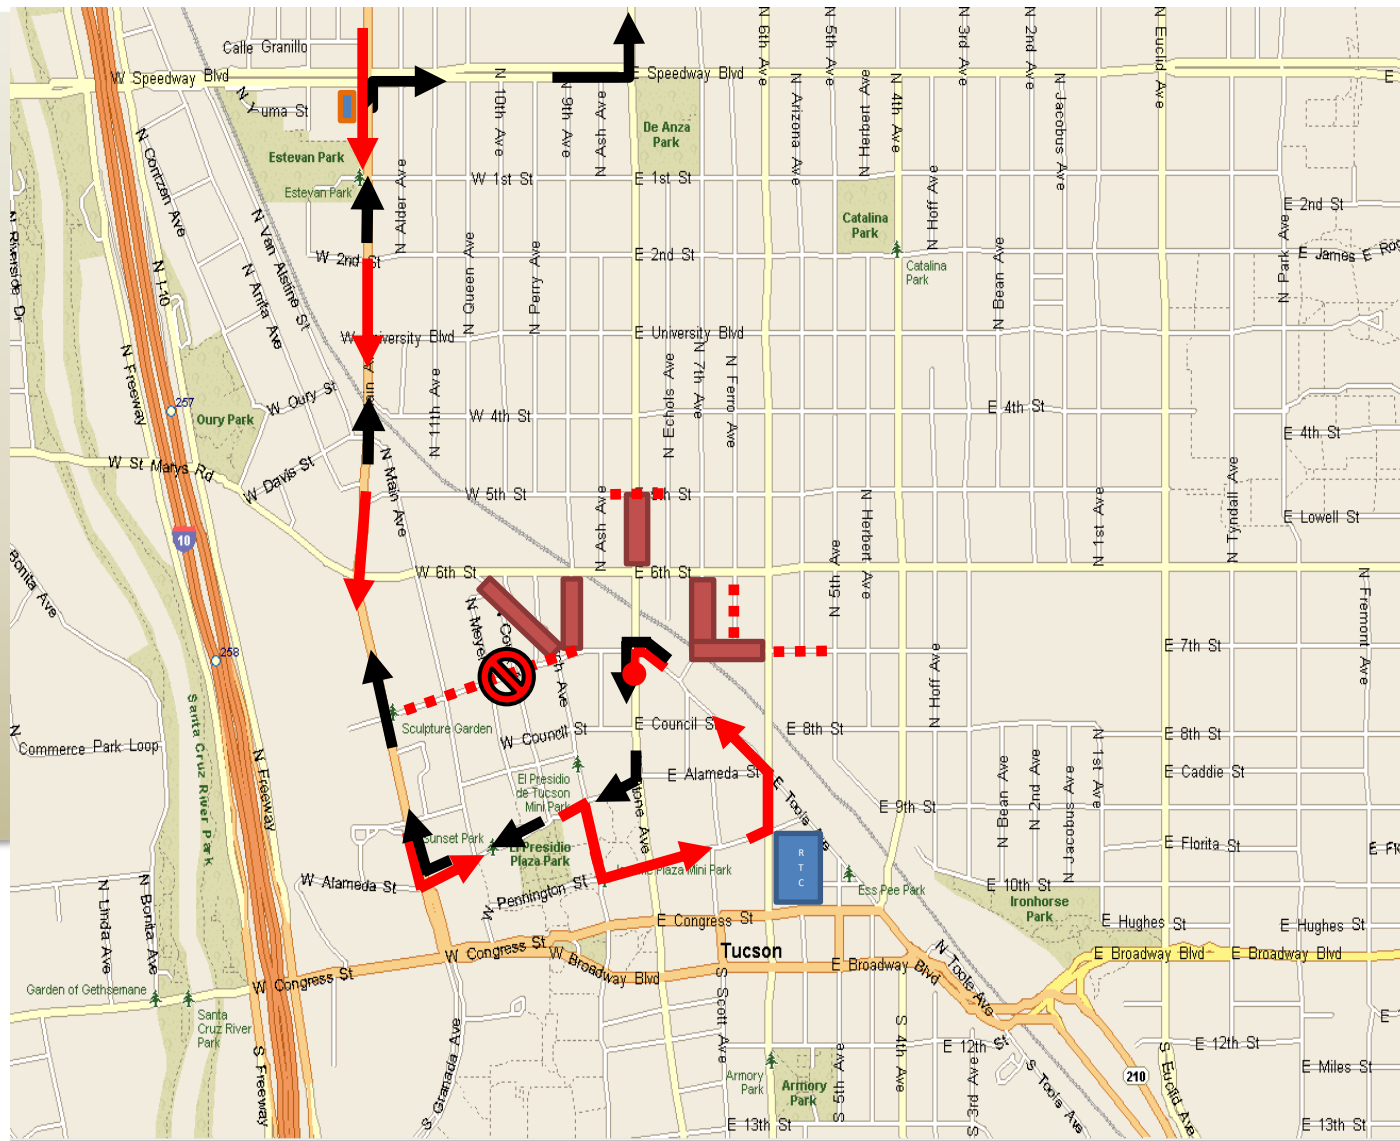 Calle Granillo
W Speedway Blvd
E Speedway Blvd
N 6th Ave
N 5th Ave
N 3rd Ave
N 2nd Ave
N Euclid Ave
N 10th Ave
N 9th Ave
N Ash Ave
N Arizona Ave
N Herbert Ave
N 4th Ave
N Jacobus Ave
N Yuma St
De Anza
Park
Estevan Park
Estevan Park
N Contzen Ave
N Alder Ave
W 1st St
E 1st St
N Hoff Ave
Catalina
Park
Catalina
Park
E 2nd St
N Park Ave
N Riverside Dr
N Van Alstine St
N Anita Ave
N I-10
W 2nd St
E 2nd St
N Queen Ave
N Perry Ave
N Bean Ave
E James E
E University Blvd
N Freeway
N Echols Ave
N 7th Ave
N Ferro Ave
257
Oury Park
W Oury St
N 11th Ave
W 4th St
E 4th St
E 4th St
W St Marys Rd
W Davis St
N Main Ave
W 5th St
N Ash Ave
N Herbert Ave
N 1st Ave
N Tyndall Ave
E Lowell St
10
Bonita Ave
W 6th St
E 6th St
N 5th Ave
N Fremont Ave
258
E 7th St
N Hoff Ave
Santa Cruz River Park
Sculpture Garden
N
Commerce Park Loop
N Freeway
W Council St
E Council St
E 8th St
E 8th St
El Presidio
de Tucson
Mini Park
E Alameda St
E Toole Ave
N Bean Ave
N 2nd Ave
N Jacobus Ave
N 1st Ave
E Caddie St
E 9th St
Sunset Park
El Presidio
Plaza Park
Plaza Mini Park
R
T
C
E Florita St
W Alameda St
W Pennington St
Ess Pee Park
E 10th St
Ironhorse
Park
N Linda Ave
N Bonita Ave
E Congress St
E Hughes St
E Hughes St
W Congress St
W Broadway Blvd
Tucson
E Broadway Blvd
N Toole Ave
E Broadway Blvd
E Broadway Blvd
W Congress St
Garden of Gethsemane
Santa
Cruz River
Park
S Freeway
S Granada Ave
S Scott Ave
S 5th Ave
S 4th Ave
S 3rd Ave
E 12th St
E 12th St
S Toole Ave
210
S Euclid Ave
E Miles St
Armory
Park
Armory
Park
E 13th St
E 13th St